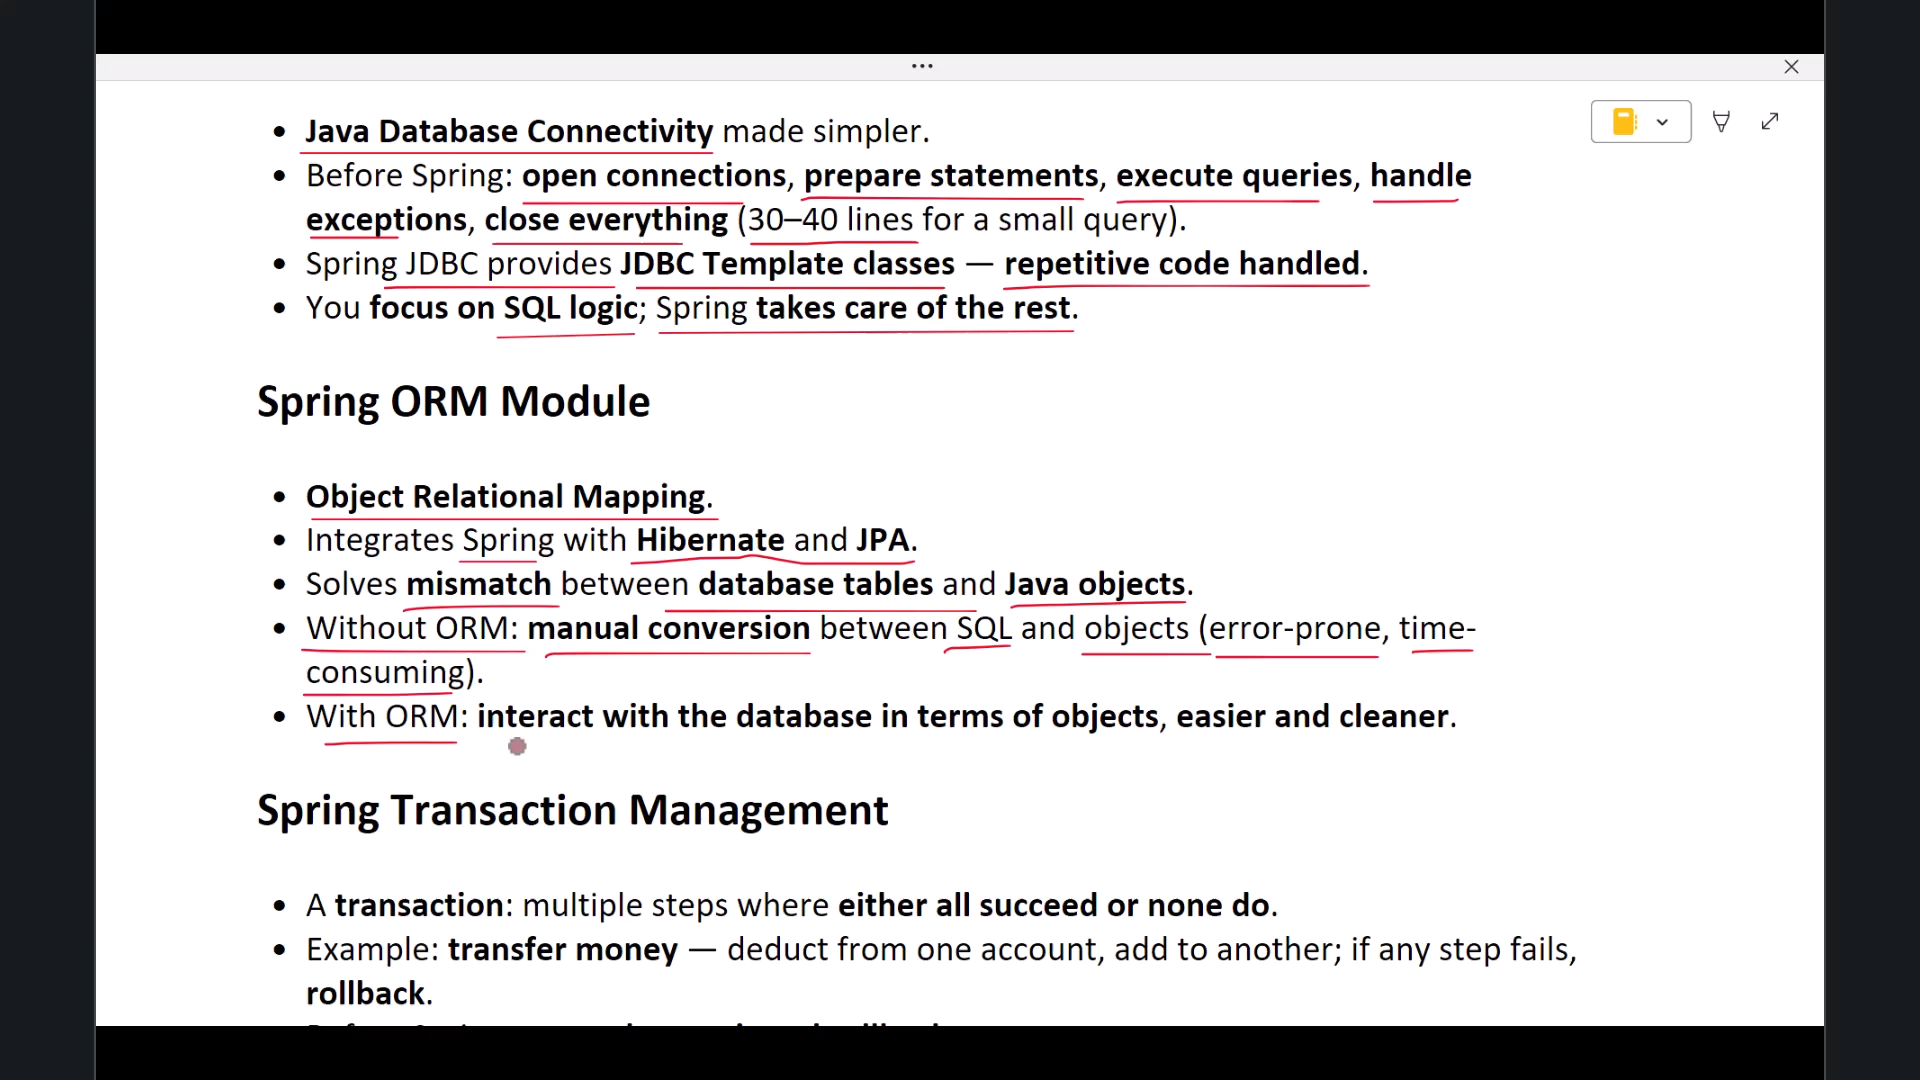 Java Database Connectivity made simpler.
Before Spring: open connections, prepare statements, execute queries, handle
exceptions, close everything (30–40 lines for a small query).
Spring JDBC provides JDBC Template classes — repetitive code handled.
You focus on SQL logic; Spring takes care of the rest.
Spring ORM Module
Object Relational Mapping.
Integrates Spring with Hibernate and JPA.
Solves mismatch between database tables and Java objects.
Without ORM: manual conversion between SQL and objects (error-prone, time-
consuming).
With ORM: interact with the database in terms of objects, easier and cleaner.
Spring Transaction Management
A transaction: multiple steps where either all succeed or none do.
Example: transfer money — deduct from one account, add to another; if any step fails,
rollback.